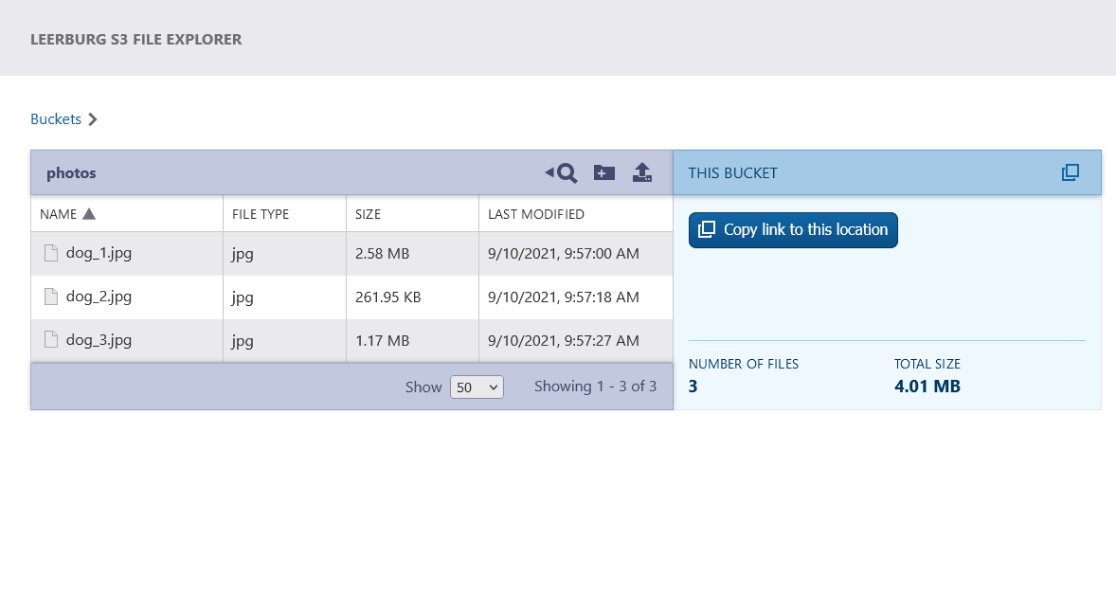 LEERBURG S3 FILE EXPLORER
Buckets
photos
THIS BUCKET
NAME FILE TYPE SIZE LAST MODIFIED
Copy link to this location
dog_1.jpg jpg 2.58 MB 9/10/2021, 9:57:00 AM
dog_2.jpg jpg 261.95 KB 9/10/2021, 9:57:18 AM
dog_3.jpg jpg 1.17 MB 9/10/2021, 9:57:27 AM
NUMBER OF FILES TOTAL SIZE
3 4.01 MB
Show 50 Showing 1 - 3 of 3